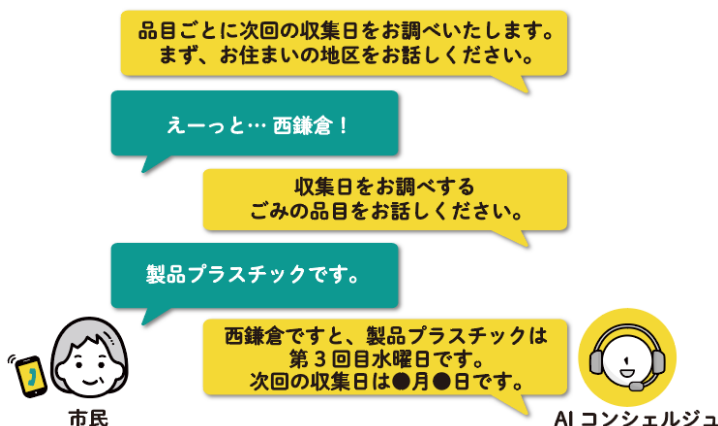 品目ごとに次回の収集日をお調べいたします。
まず、お住まいの地区をお話しください。
えーっと… 西鎌倉！
収集日をお調べする
ごみの品目をお話しください。
製品プラスチックです。
西鎌倉ですと、製品プラスチックは
第３回目水曜日です。
次回の収集日は●月●日です。
市民
AIコンシェルジュ